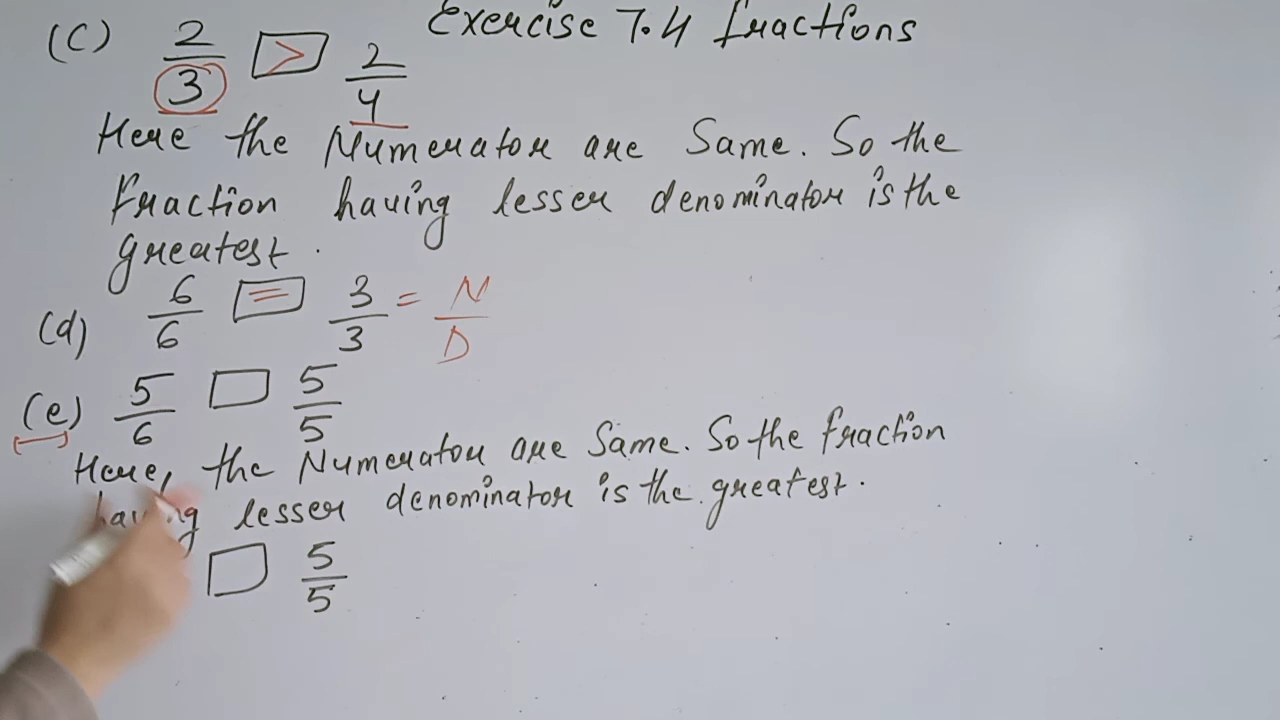 Exercise 7.4 fractions
(C) 2/3 > 2/4
Here the Numerator are Same. So the
fraction having lesser denominator is the
greatest.
(d) 6/6 = 3/3 = N/D
(e) 5/6 □ 5/5
Here, the Numerator are Same. So the fraction
having lesser denominator is the greatest.
□ 5/5